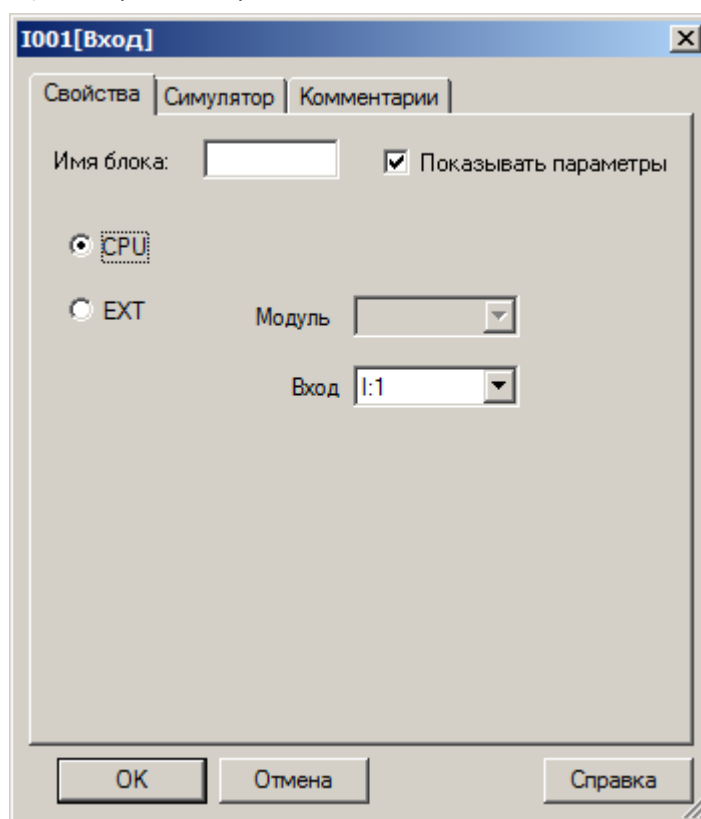 I001[Вход]
Свойства Симулятор Комментарии
Имя блока: Показывать параметры
CPU
EXT Модуль
Вход I:1
OK Отмена Справка